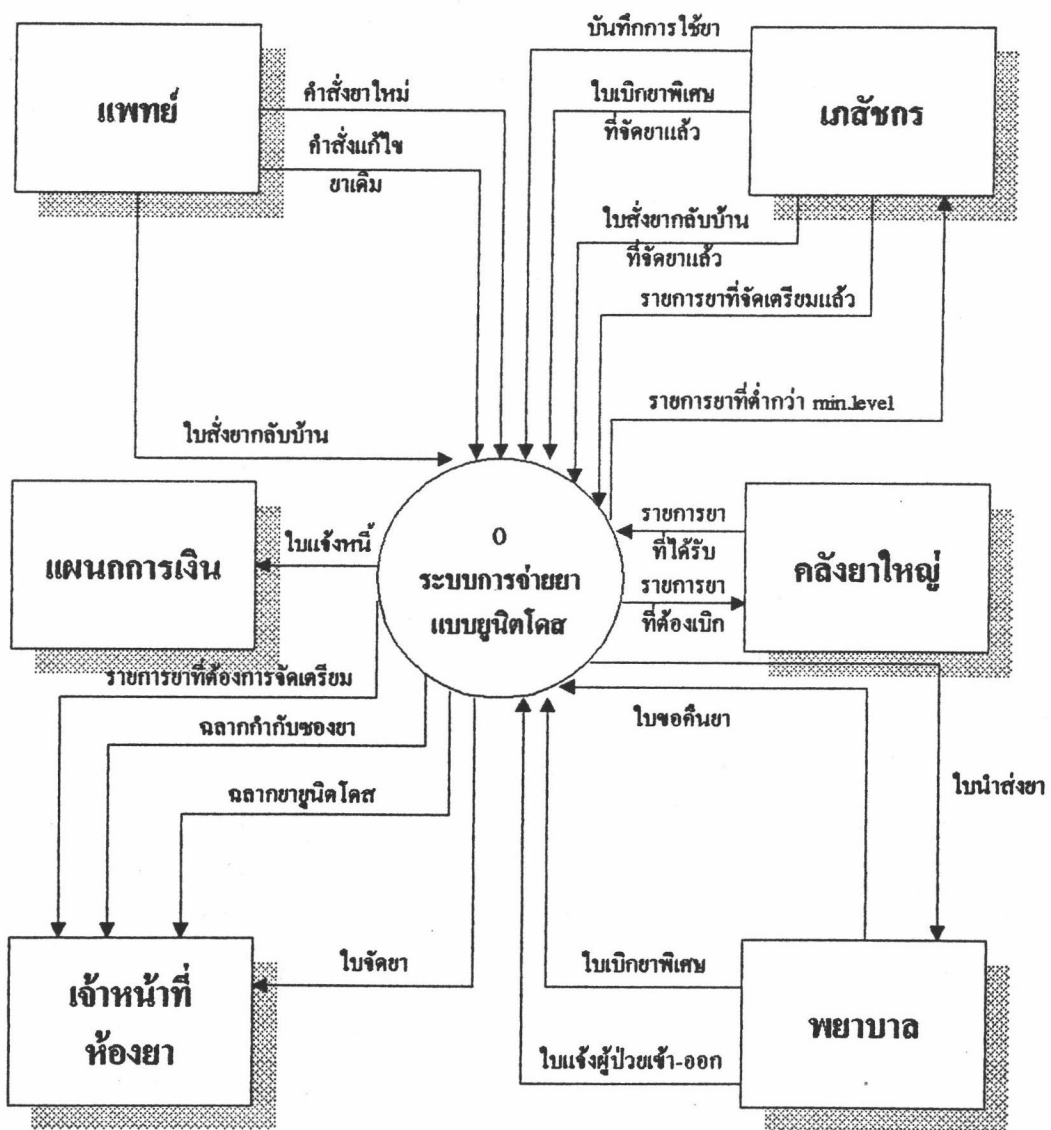 บันทึกการใช้ยา
แพทย์
คำสั่งยาใหม่
ใบเบิกยาพิเศษ
ที่จัดยาแล้ว
เภสัชกร
คำสั่งแก้ไข
ยาเดิม
ใบสั่งยากลับบ้าน
ที่จัดยาแล้ว
รายการยาที่จัดเตรียมแล้ว
รายการยาที่ต่ำกว่า min.level
ใบสั่งยากลับบ้าน
แผนกการเงิน
ใบแจ้งหนี้
0
ระบบการจ่ายยา
แบบยูนิตโดส
รายการยา
ที่ได้รับ
รายการยา
ที่ต้องเบิก
คลังยาใหญ่
รายการยาที่ต้องการจัดเตรียม
ฉลากกำกับซองยา
ฉลากยายูนิตโดส
ใบขอคืนยา
ใบนำส่งยา
เจ้าหน้าที่
ห้องยา
ใบจัดยา
ใบเบิกยาพิเศษ
ใบแจ้งผู้ป่วยเข้า-ออก
พยาบาล